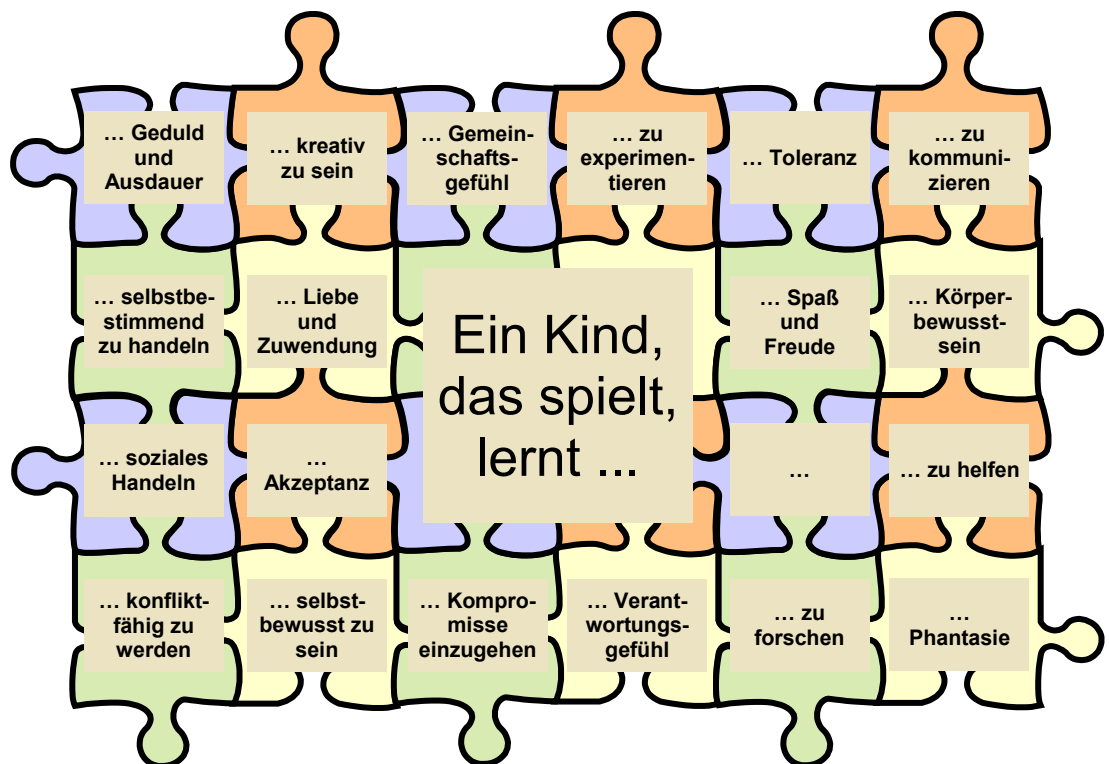 … Geduld
und
Ausdauer
… kreativ
zu sein
… Gemein-
schafts-
gefühl
… zu
experimen-
tieren
… Toleranz
… zu
kommuni-
zieren
… selbstbe-
stimmend
zu handeln
… Liebe
und
Zuwendung
Ein Kind,
das spielt,
lernt ...
… Spaß
und
Freude
… Körper-
bewusst-
sein
… soziales
Handeln
…
Akzeptanz
…
… zu helfen
… konflikt-
fähig zu
werden
… selbst-
bewusst zu
sein
… Kompro-
misse
einzugehen
… Verant-
wortungs-
gefühl
… zu
forschen
…
Phantasie